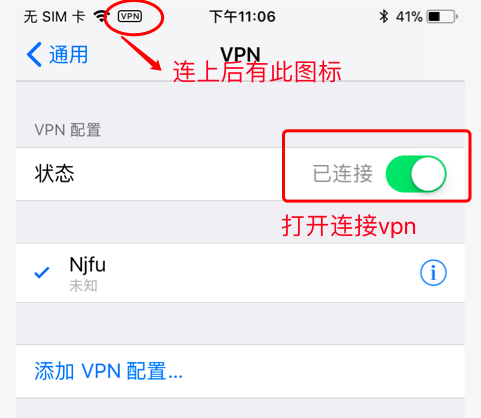 无 SIM 卡 VPN 下午11:06 41%
通用 VPN
连上后有此图标
VPN 配置
状态 已连接
打开连接vpn
Njfu
未知
添加 VPN 配置...